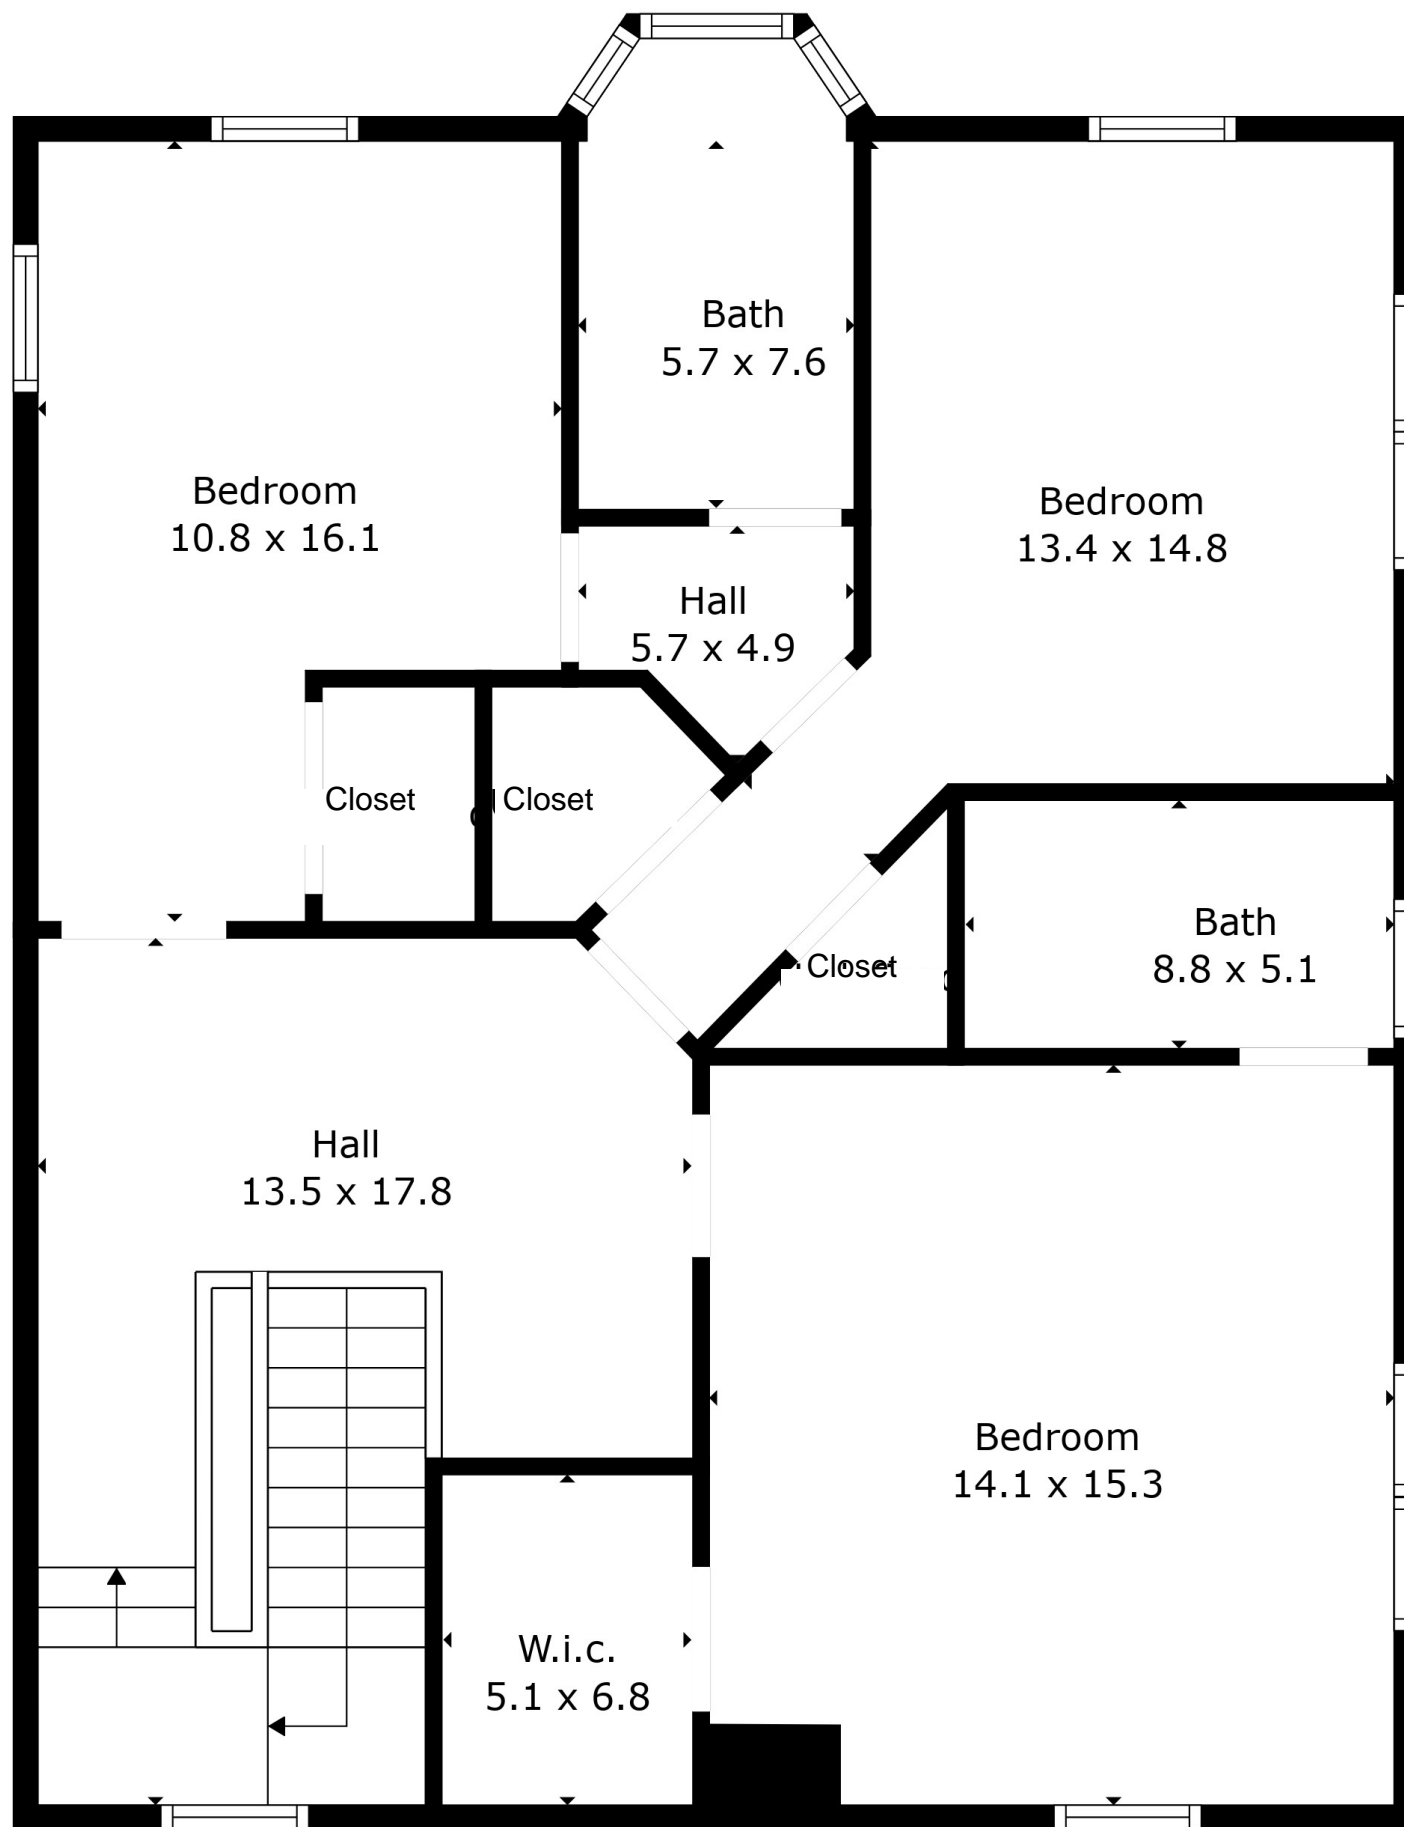 Bath
5.7 x 7.6
Bedroom
10.8 x 16.1
Bedroom
13.4 x 14.8
Hall
5.7 x 4.9
Closet
Closet
Bath
8.8 x 5.1
Closet
Hall
13.5 x 17.8
Bedroom
14.1 x 15.3
W.i.c.
5.1 x 6.8